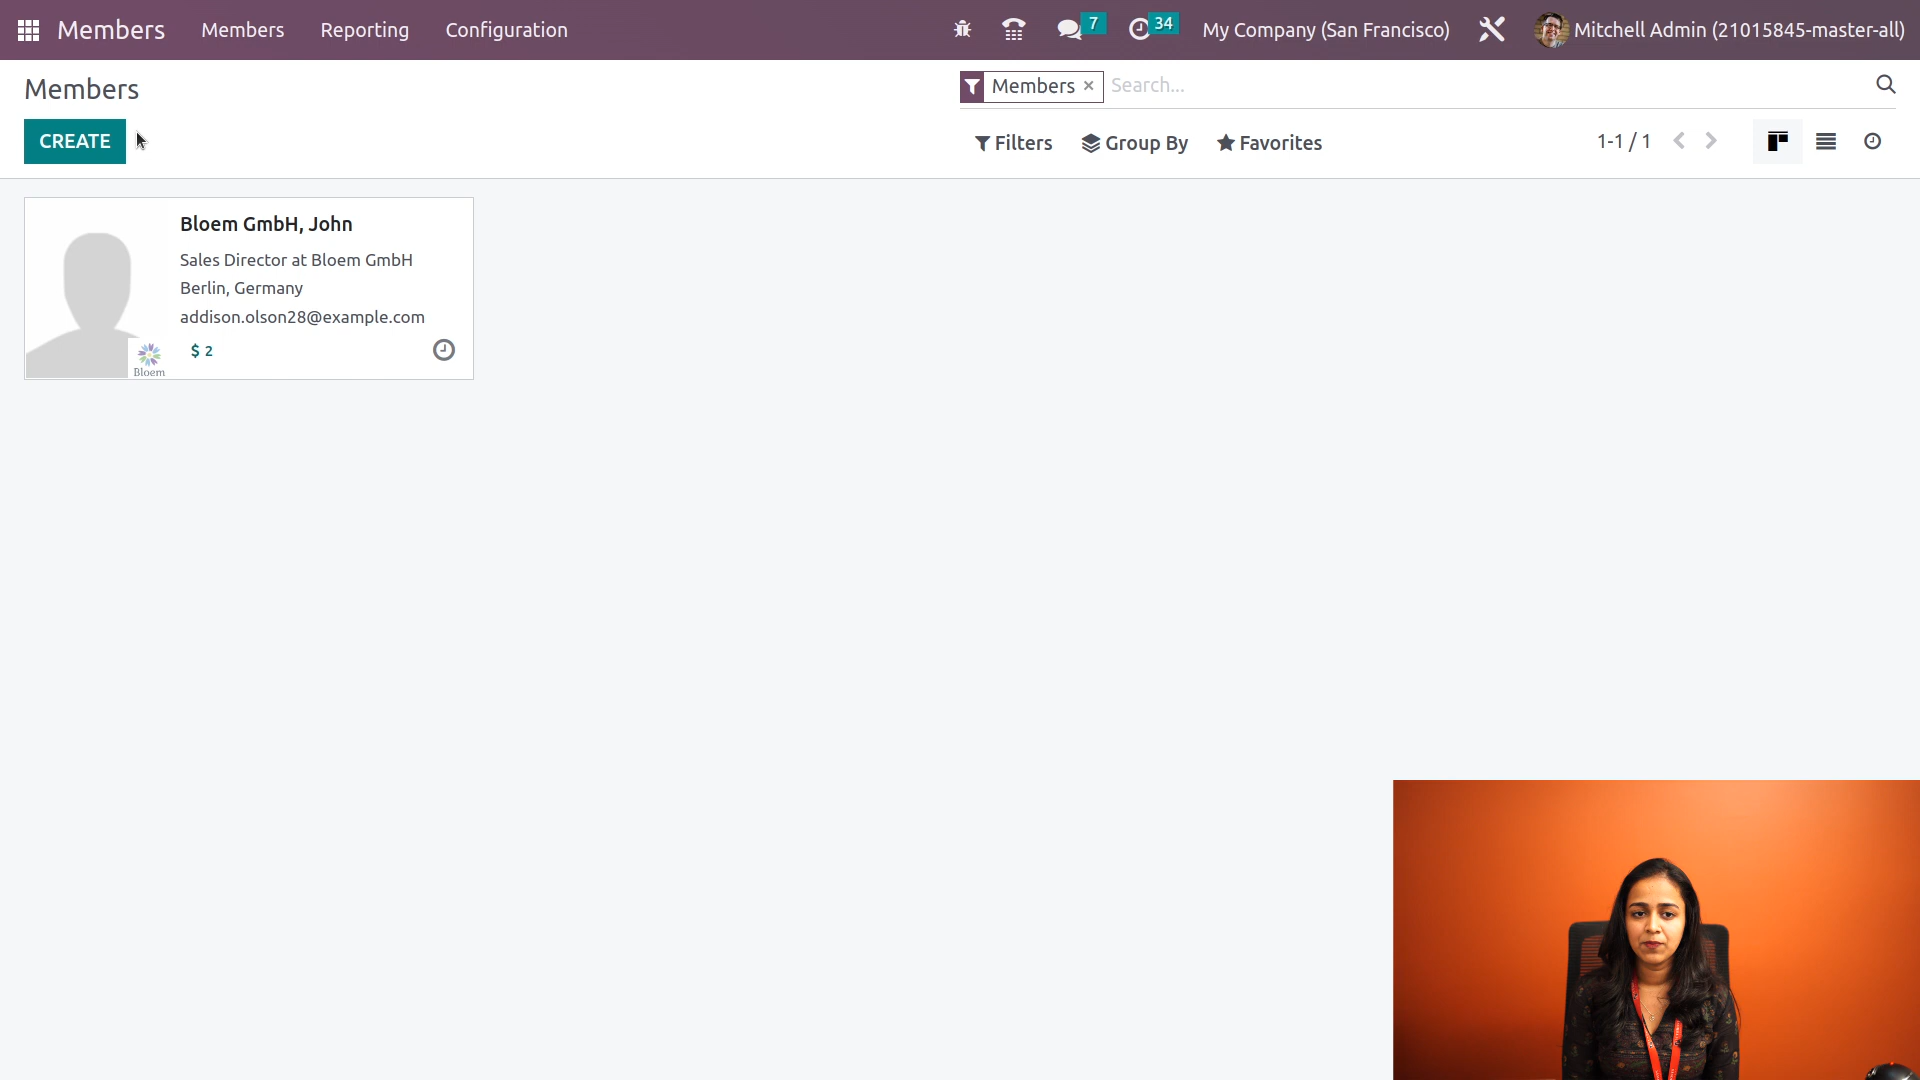 Members Members Reporting Configuration 7 34 My Company (San Francisco) Mitchell Admin (21015845-master-all)
Members
Members × Search...
CREATE
Filters Group By Favorites 1-1 / 1
Bloem GmbH, John
Sales Director at Bloem GmbH
Berlin, Germany
addison.olson28@example.com
$ 2
Bloem